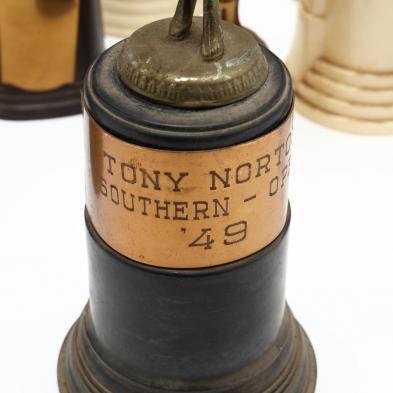 TONY NORTO
SOUTHERN - OP
'49